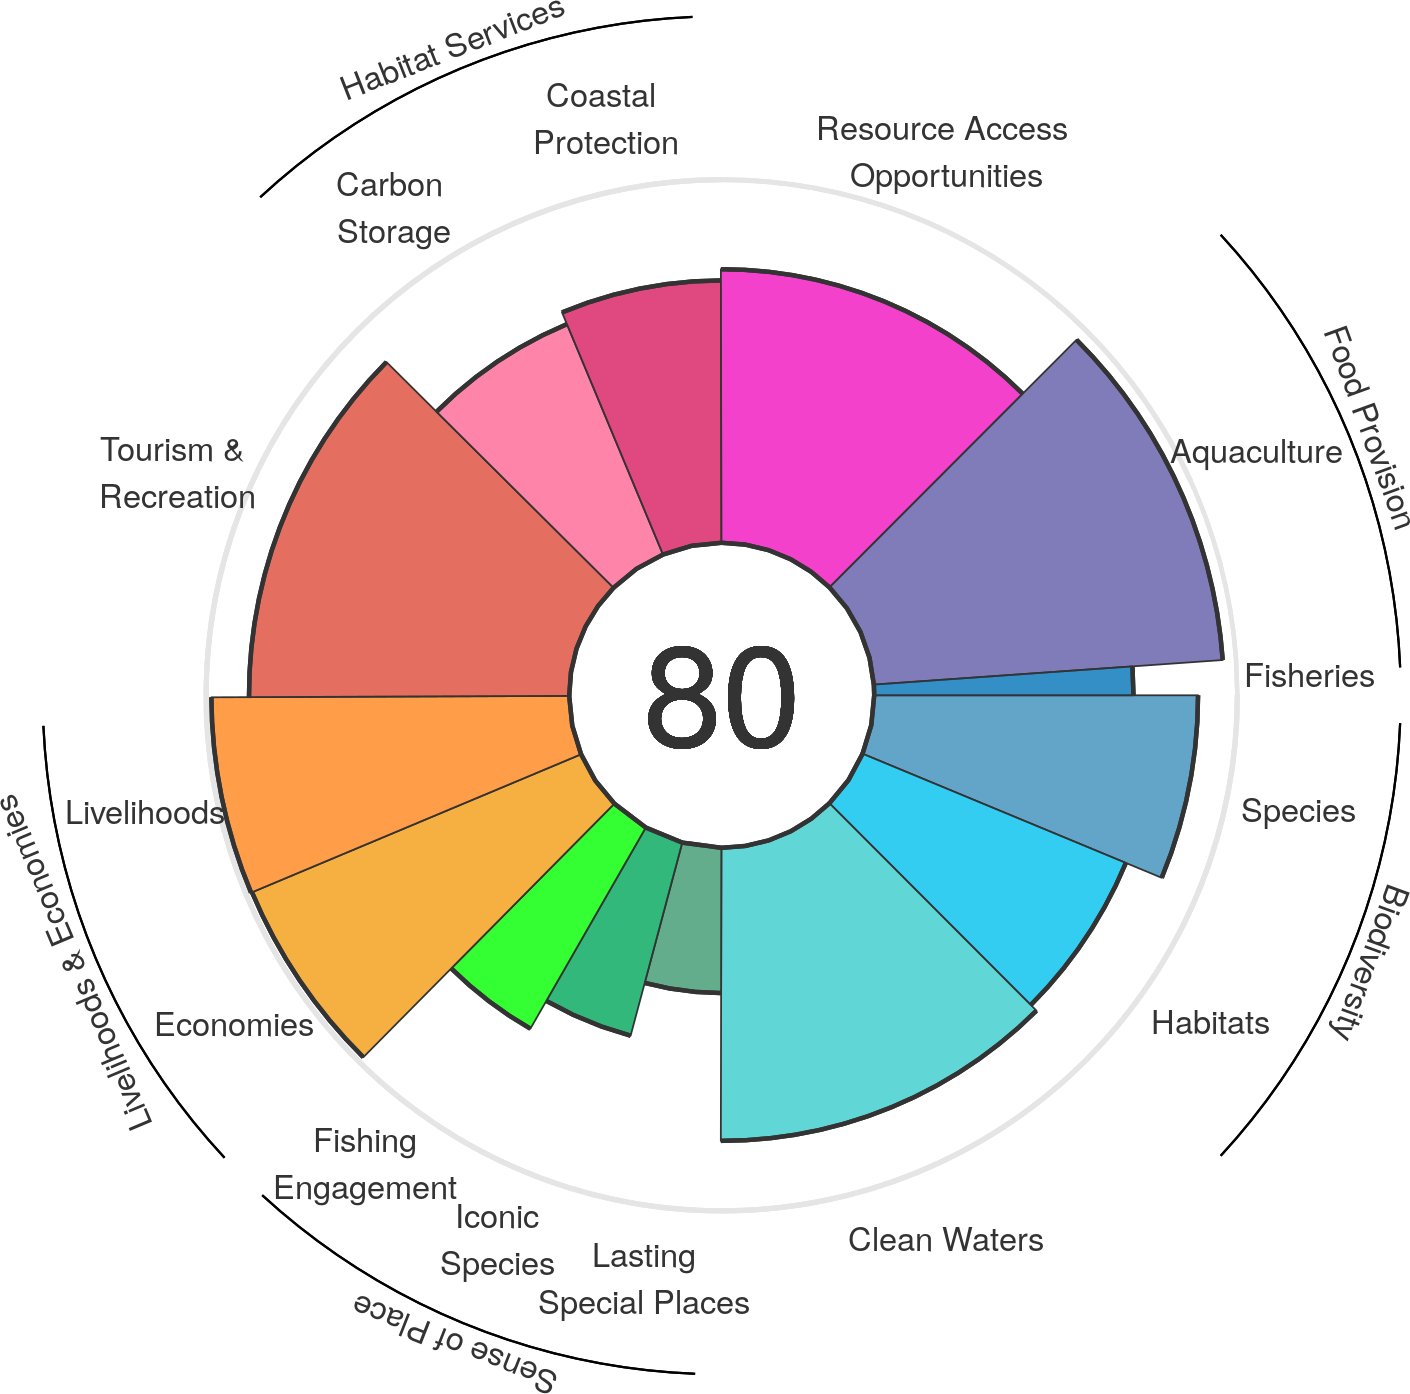 Habitat Services
Coastal
Protection
Carbon
Storage
Resource Access
Opportunities
Food Provision
Aquaculture
Fisheries
Tourism &
Recreation
80
Livelihoods & Economies
Livelihoods
Economies
Species
Habitats
Biodiversity
Clean Waters
Fishing
Engagement
Iconic
Species
Lasting
Special Places
Sense of Place